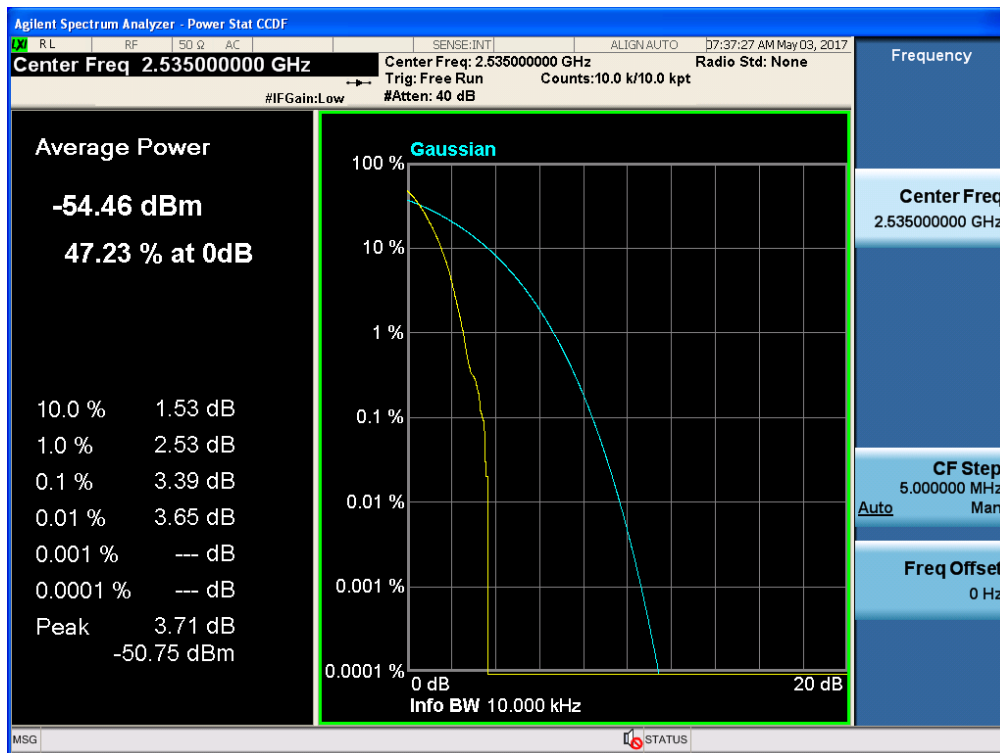 Agilent Spectrum Analyzer - Power Stat CCDF
LXI RL RF 50 Ω AC SENSE:INT ALIGN AUTO 07:37:27 AM May 03, 2017
Center Freq 2.535000000 GHz
Center Freq: 2.535000000 GHz Radio Std: None
Trig: Free Run Counts:10.0 k/10.0 kpt
#IFGain:Low #Atten: 40 dB
Average Power
-54.46 dBm
47.23 % at 0dB
10.0 % 1.53 dB
1.0 % 2.53 dB
0.1 % 3.39 dB
0.01 % 3.65 dB
0.001 % --- dB
0.0001 % --- dB
Peak 3.71 dB
-50.75 dBm
Gaussian
100 %
10 %
1 %
0.1 %
0.01 %
0.001 %
0.0001 %
0 dB 20 dB
Info BW 10.000 kHz
Frequency
Center Freq
2.535000000 GHz
CF Step
5.000000 MHz
Auto Man
Freq Offset
0 Hz
MSG STATUS